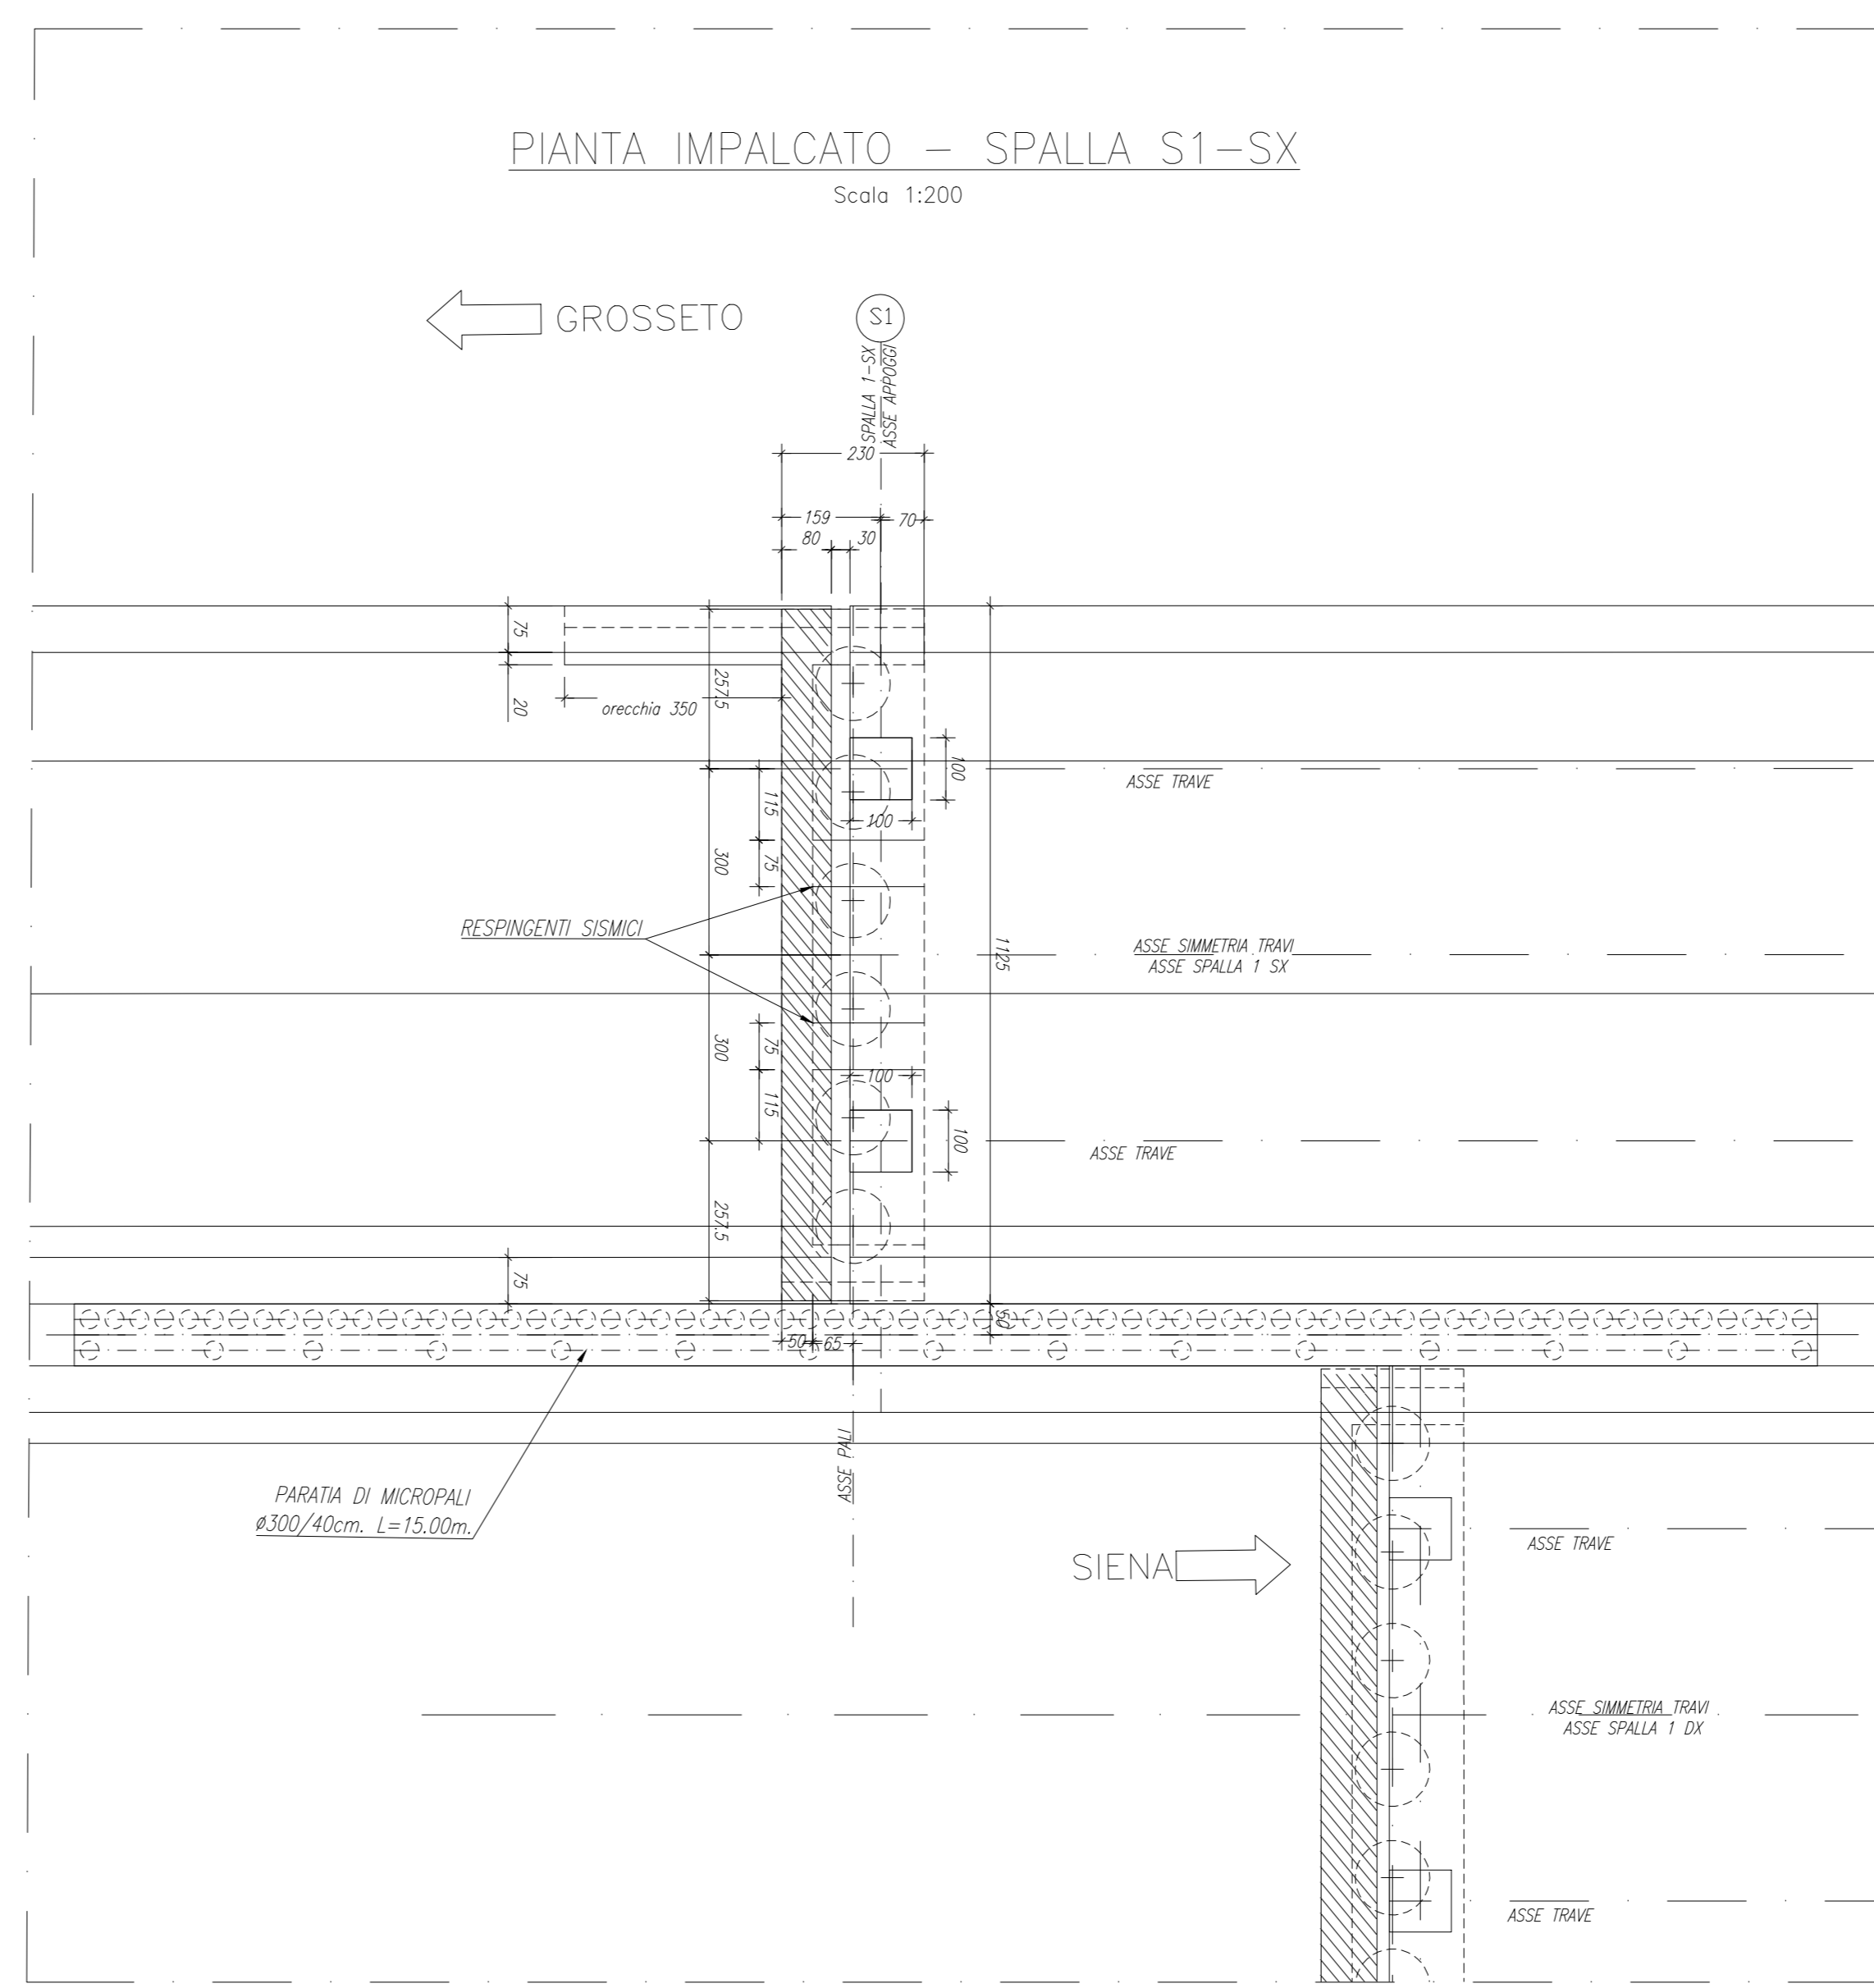 PIANTA IMPALCATO - SPALLA S1-SX
Scala 1:200
GROSSETO
S1
SPALLA 1-SX
ASSE APPOGGI
230
159
70
80
30
75
20
257.5
orecchia 350
100
ASSE TRAVE
115
100
300
75
RESPINGENTI SISMICI
1125
ASSE SIMMETRIA TRAVI
ASSE SPALLA 1 SX
300
75
100
115
100
ASSE TRAVE
257.5
75
50
50
65
ASSE PALI
PARATIA DI MICROPALI
ø300/40cm. L=15.00m.
SIENA
ASSE TRAVE
ASSE SIMMETRIA TRAVI
ASSE SPALLA 1 DX
ASSE TRAVE